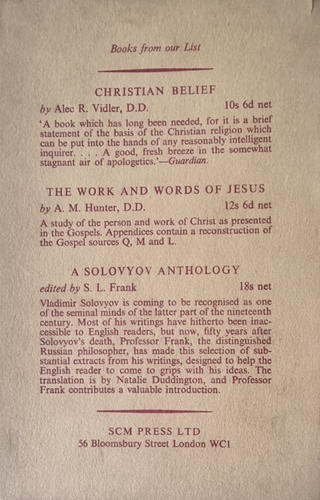 Books from our List
CHRISTIAN BELIEF
by Alec R. Vidler, D.D. 10s 6d net
'A book which has long been needed, for it is a brief
statement of the basis of the Christian religion which
can be put into the hands of any reasonably intelligent
inquirer. . . . A good, fresh breeze in the somewhat
stagnant air of apologetics.'—Guardian.
THE WORK AND WORDS OF JESUS
by A. M. Hunter, D.D. 12s 6d net
A study of the person and work of Christ as presented
in the Gospels. Appendices contain a reconstruction of
the Gospel sources Q, M and L.
A SOLOVYOV ANTHOLOGY
edited by S. L. Frank 18s net
Vladimir Solovyov is coming to be recognised as one
of the seminal minds of the latter part of the nineteenth
century. Most of his writings have hitherto been inac-
cessible to English readers, but now, fifty years after
Solovyov's death, Professor Frank, the distinguished
Russian philosopher, has made this selection of sub-
stantial extracts from his writings, designed to help the
English reader to come to grips with his ideas. The
translation is by Natalie Duddington, and Professor
Frank contributes a valuable introduction.
SCM PRESS LTD
56 Bloomsbury Street London WC1